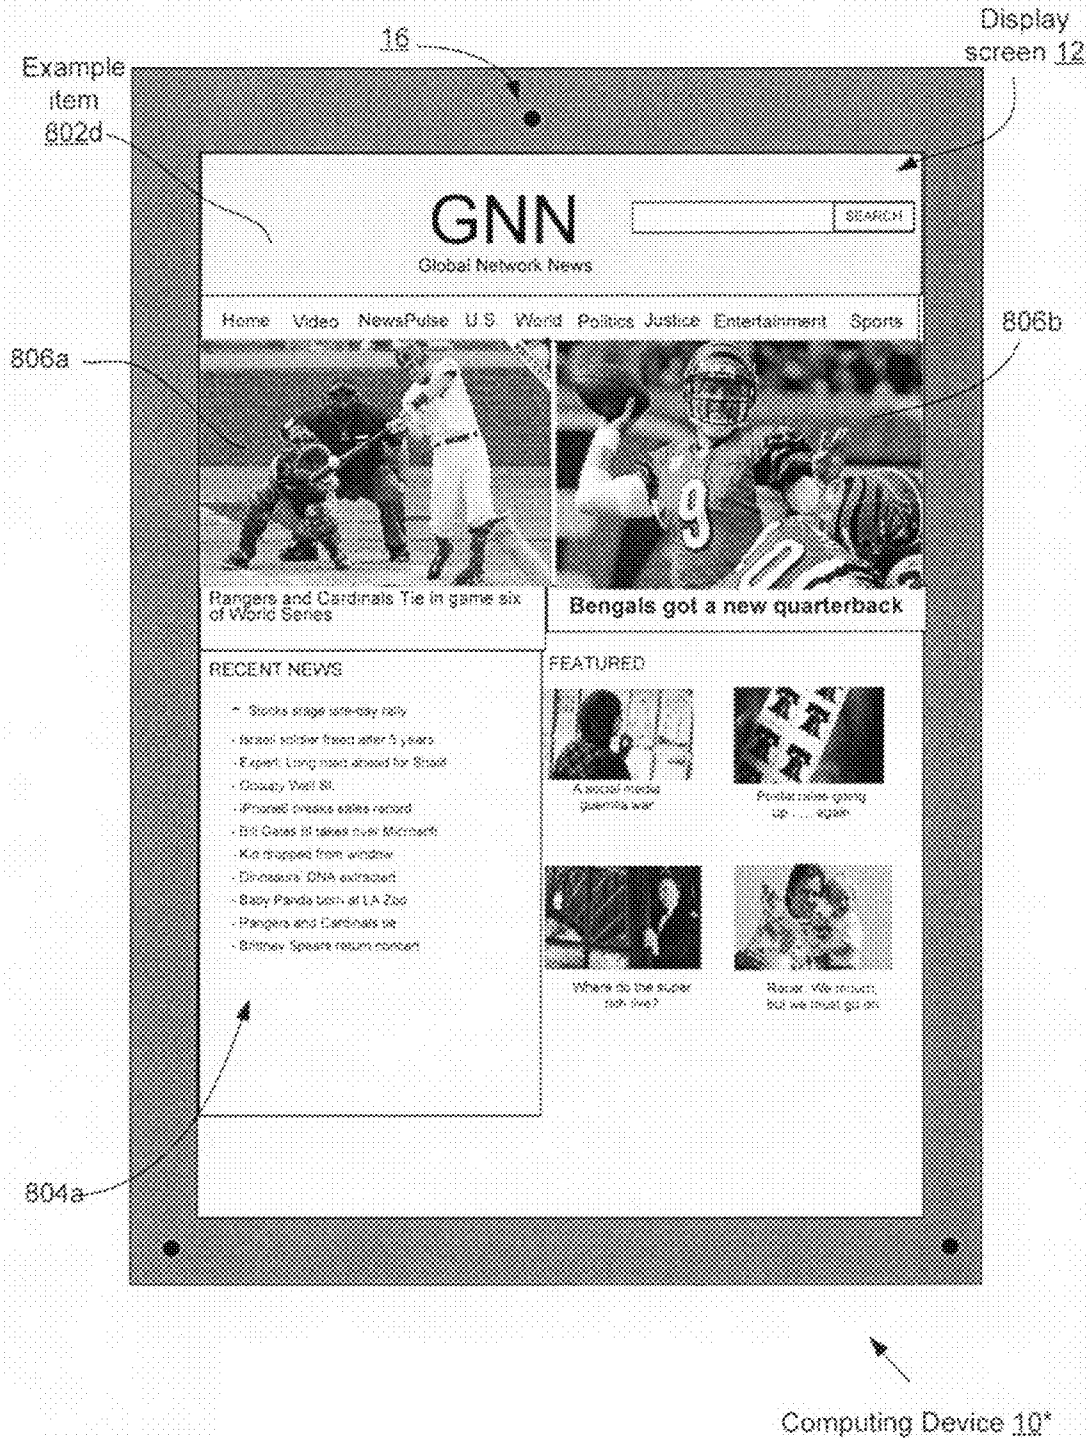 16
Display
screen 12
Example
item
802d
GNN
SEARCH
Global Network News
Home Video NewsPulse U.S. World Politics Justice Entertainment Sports
806a
806b
9
Rangers and Cardinals Tie in game six
of World Series
Bengals got a new quarterback
RECENT NEWS
FEATURED
Stocks stage one-day rally
- Israeli soldier freed after 5 years
- Expert: Long road ahead for Shalit
- Occupy Wall St.
- iPhone6 breaks sales record
- Bill Gates III takes over Microsoft
- Kid dropped from window
- Dinosaurs DNA extracted
- Baby Panda born at LA Zoo
- Rangers and Cardinals tie
- Brittney Spears return concert
A social media
guerrilla war
T T T T T T
Postal rates going
up . . . . again
Where do the super
rich live?
Racer: We mourn,
but we must go on
804a
Computing Device 10*